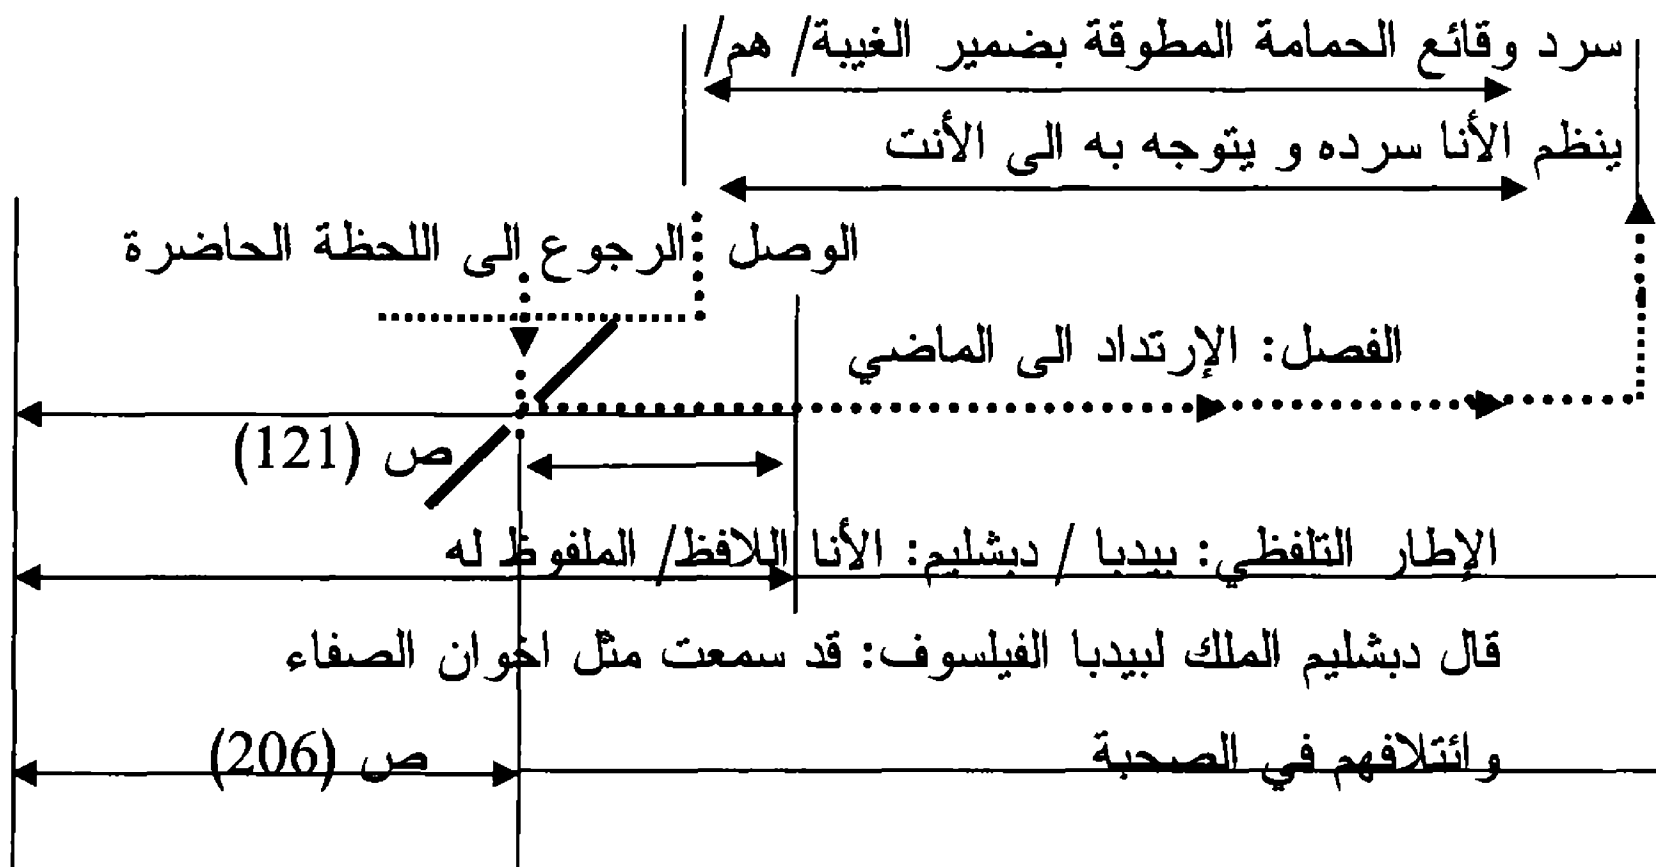 سرد وقائع الحمامة المطوقة بضمير الغيبة/ هم/
ينظم الأنا سرده و يتوجه به الى الأنت
الوصل :الرجوع الى اللحظة الحاضرة
الفصل: الإرتداد الى الماضي
ص (121)
الإطار التلفظي: بيدبا / دبشليم: الأنا اللافظ/ الملفوظ له
قال دبشليم الملك لبيدبا الفيلسوف: قد سمعت مثل اخوان الصفاء
وائتلافهم في الصحبة ص (206)